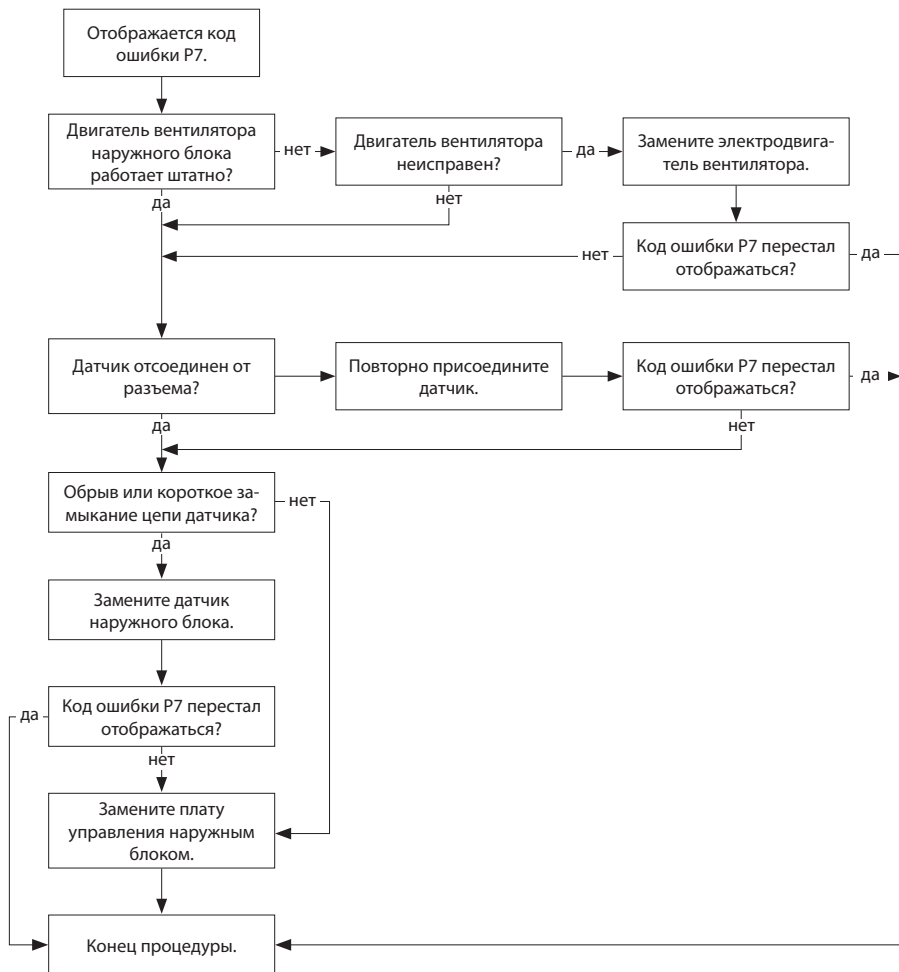 Отображается код
ошибки P7.
Двигатель вентилятора
наружного блока
работает штатно?
нет
Двигатель вентилятора
неисправен?
да
Замените электродвига-
тель вентилятора.
да
нет
Код ошибки P7 перестал
отображаться?
нет
да
Датчик отсоединен от
разъема?
Повторно присоедините
датчик.
Код ошибки P7 перестал
отображаться?
да
да
нет
Обрыв или короткое за-
мыкание цепи датчика?
нет
да
Замените датчик
наружного блока.
Код ошибки P7 перестал
отображаться?
да
нет
Замените плату
управления наружным
блоком.
Конец процедуры.